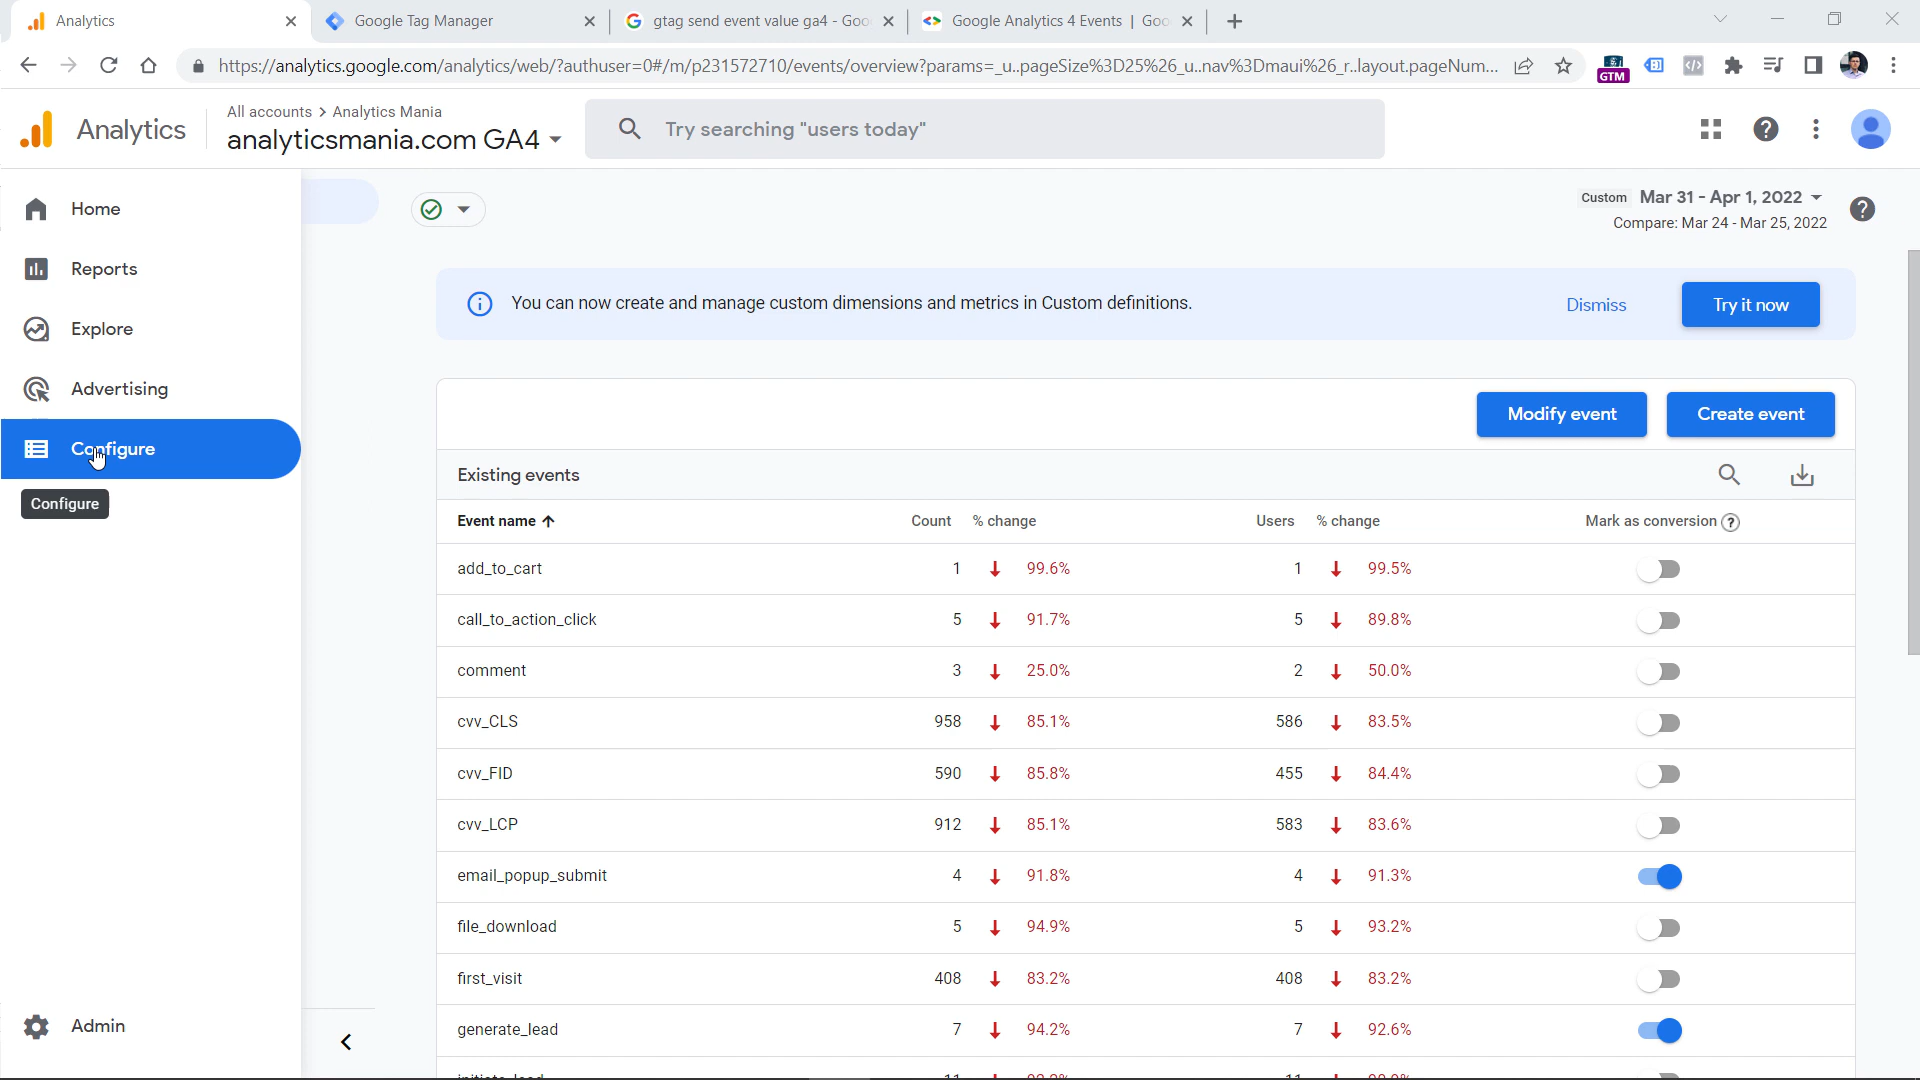 Analytics
Google Tag Manager
gtag send event value ga4 - Goo
Google Analytics 4 Events | Goo
https://analytics.google.com/analytics/web/?authuser=0#/m/p231572710/events/overview?params=_u..pageSize%3D25%26_u..nav%3Dmaui%26_r..layout.pageNum...
GTM
Analytics
All accounts > Analytics Mania
analyticsmania.com GA4
Try searching "users today"
Home
Reports
Explore
Advertising
Configure
Configure
Admin
Custom Mar 31 - Apr 1, 2022
Compare: Mar 24 - Mar 25, 2022
You can now create and manage custom dimensions and metrics in Custom definitions.
Dismiss
Try it now
Modify event
Create event
Existing events
Event name Count % change Users % change Mark as conversion
add_to_cart 1 99.6% 1 99.5%
call_to_action_click 5 91.7% 5 89.8%
comment 3 25.0% 2 50.0%
cvv_CLS 958 85.1% 586 83.5%
cvv_FID 590 85.8% 455 84.4%
cvv_LCP 912 85.1% 583 83.6%
email_popup_submit 4 91.8% 4 91.3%
file_download 5 94.9% 5 93.2%
first_visit 408 83.2% 408 83.2%
generate_lead 7 94.2% 7 92.6%